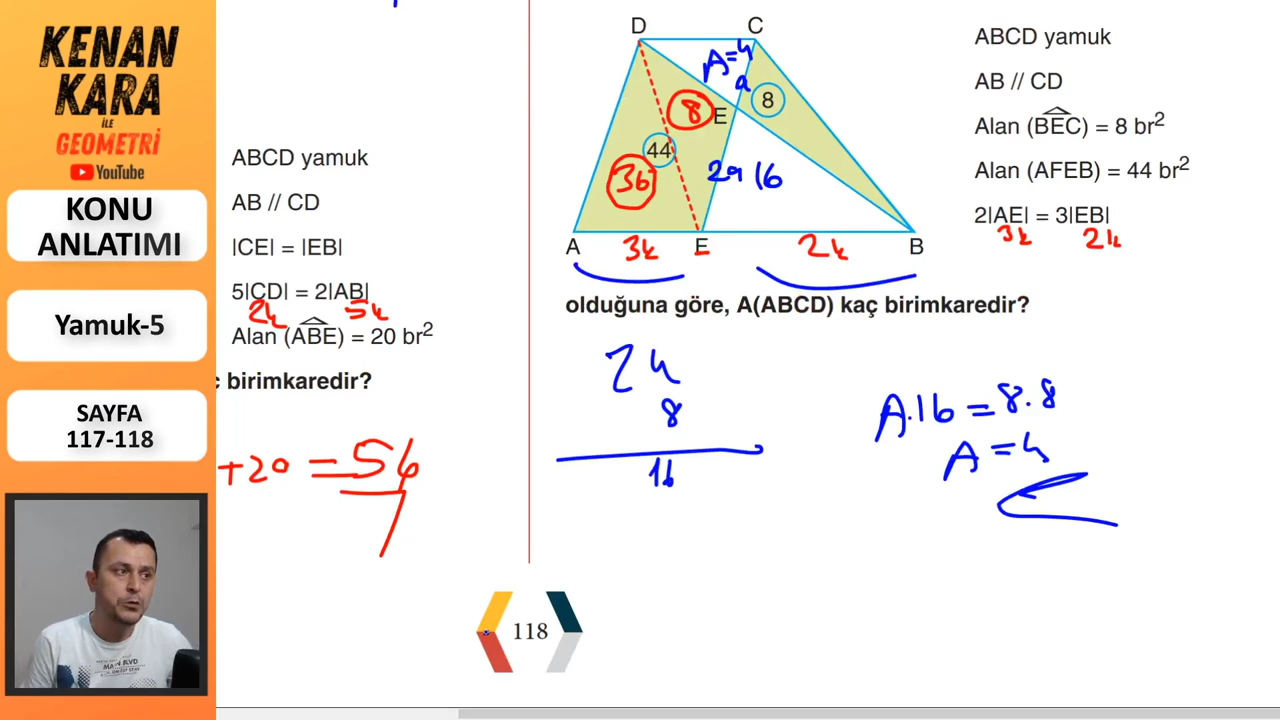 KENAN
KARA
İLE
GEOMETRİ
YouTube
KONU
ANLATIMI
Yamuk-5
SAYFA
117-118
ABCD yamuk
AB // CD
|CE| = |EB|
5|CD| = 2|AB|
2k 5k
Alan (ABE) = 20 br²
birimkaredir?
+20 = 54
D C
A=4
a
8
8 E
44
36
2a 16
A E B
3k 2k
ABCD yamuk
AB // CD
Alan (BEC) = 8 br²
Alan (AFEB) = 44 br²
2|AE| = 3|EB|
3k 2k
olduğuna göre, A(ABCD) kaç birimkaredir?
24
8
16
A.16 = 8.8
A = 4
118